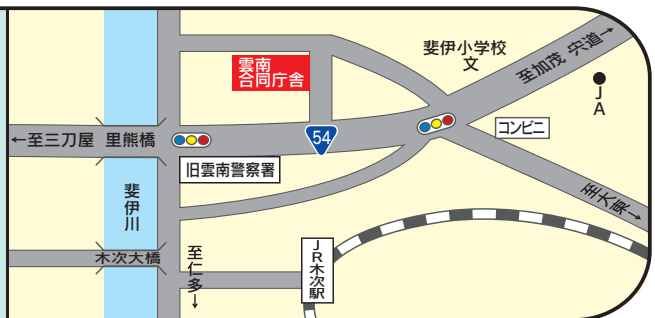 斐伊小学校
文
至加茂 宍道→
JA
雲南
合同庁舎
コンビニ
←至三刀屋 里熊橋
54
旧雲南警察署
至大東→
斐伊川
木次大橋
至仁多→
JR木次駅